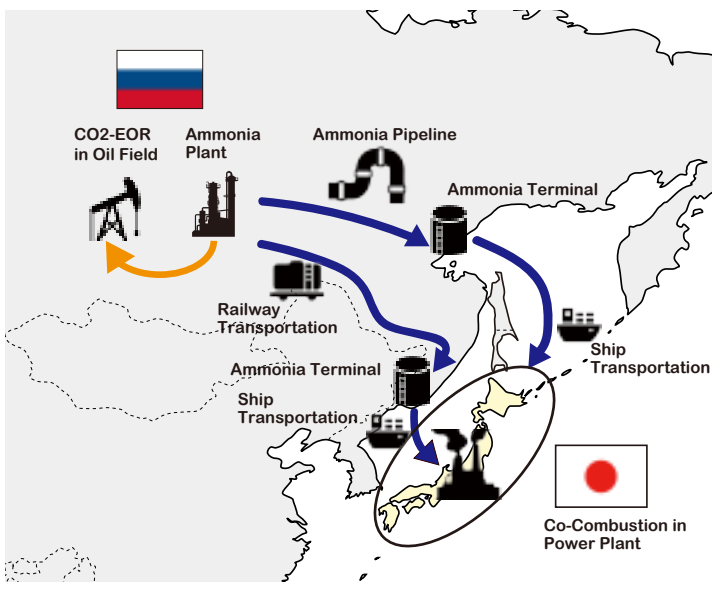 CO2-EOR
in Oil Field
Ammonia
Plant
Ammonia Pipeline
Ammonia Terminal
Railway
Transportation
Ship
Transportation
Ammonia Terminal
Ship
Transportation
Co-Combustion in
Power Plant